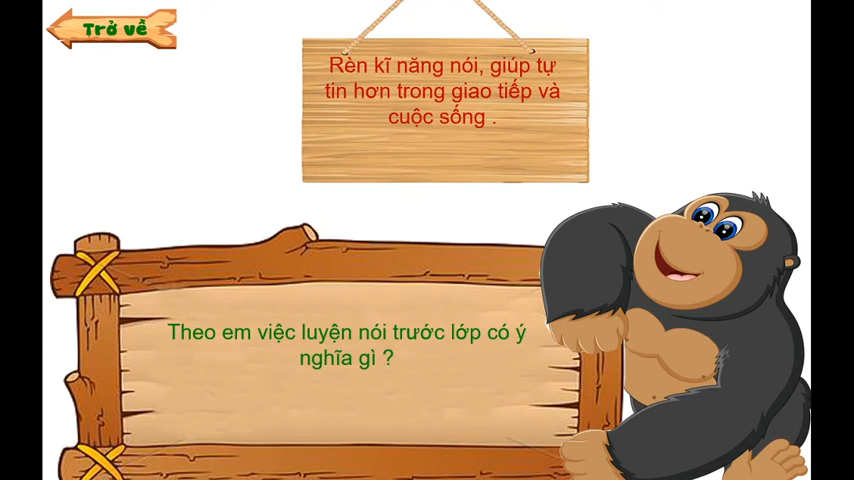 Trở về
Rèn kĩ năng nói, giúp tự
tin hơn trong giao tiếp và
cuộc sống .
Theo em việc luyện nói trước lớp có ý
nghĩa gì ?